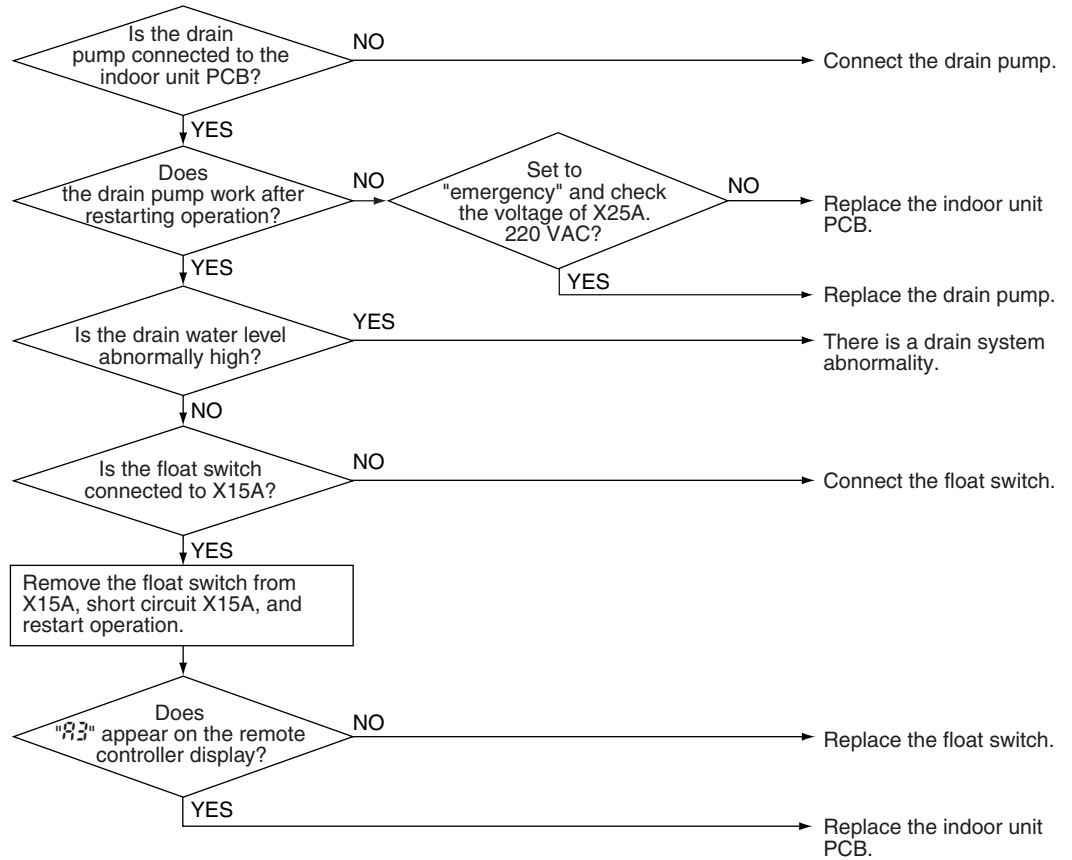 Is the drain
pump connected to the
indoor unit PCB?
NO
Connect the drain pump.
YES
Does
the drain pump work after
restarting operation?
NO
Set to
"emergency" and check
the voltage of X25A.
220 VAC?
NO
Replace the indoor unit
PCB.
YES
YES
Replace the drain pump.
Is the drain water level
abnormally high?
YES
There is a drain system
abnormality.
NO
Is the float switch
connected to X15A?
NO
Connect the float switch.
YES
Remove the float switch from
X15A, short circuit X15A, and
restart operation.
Does
"A3" appear on the remote
controller display?
NO
Replace the float switch.
YES
Replace the indoor unit
PCB.